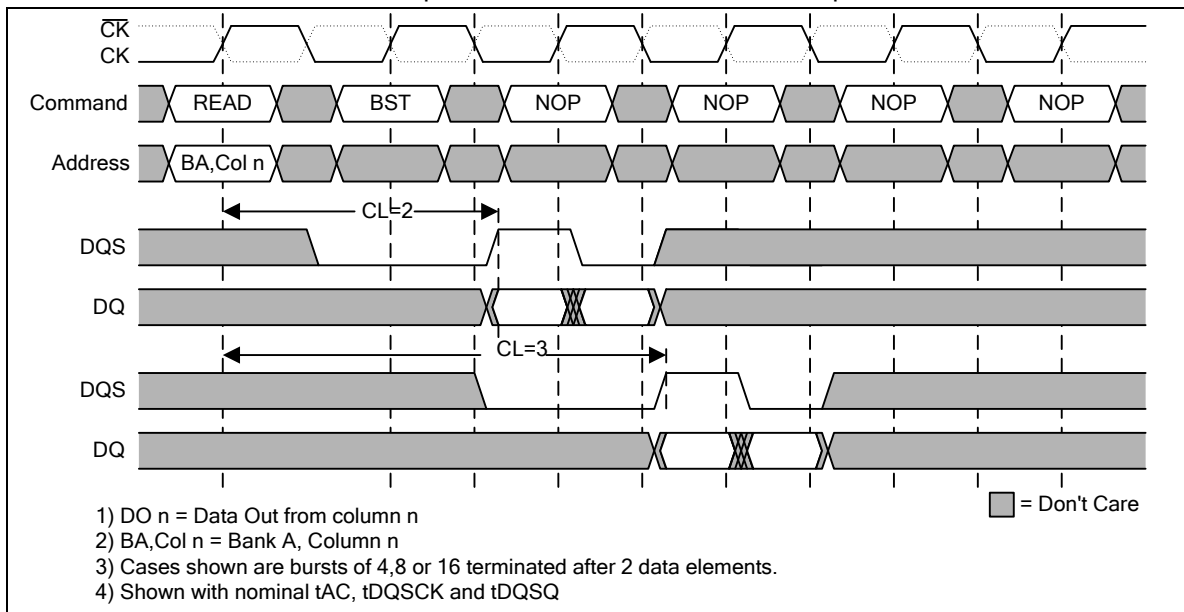 CK
CK
Command READ BST NOP NOP NOP NOP
Address BA,Col n
CL=2
DQS
DQ
CL=3
DQS
DQ
= Don't Care
1) DO n = Data Out from column n
2) BA,Col n = Bank A, Column n
3) Cases shown are bursts of 4,8 or 16 terminated after 2 data elements.
4) Shown with nominal tAC, tDQSCK and tDQSQ